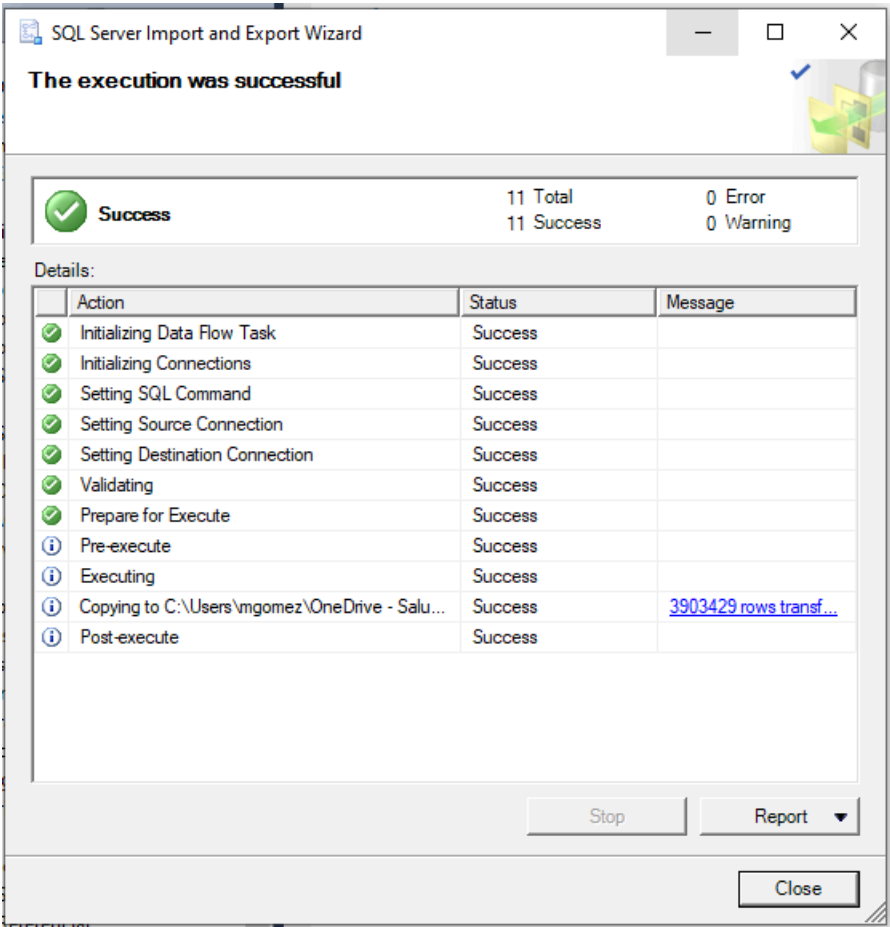 SQL Server Import and Export Wizard
The execution was successful
Success
11 Total
0 Error
11 Success
0 Warning
Details:
Action Status Message
Initializing Data Flow Task Success
Initializing Connections Success
Setting SQL Command Success
Setting Source Connection Success
Setting Destination Connection Success
Validating Success
Prepare for Execute Success
Pre-execute Success
Executing Success
Copying to C:\Users\mgomez\OneDrive - Salu... Success 3903429 rows transf...
Post-execute Success
Stop Report
Close